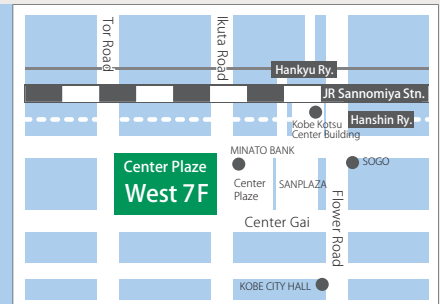 Tor Road
Ikuta Road
Hankyu Ry.
JR Sannomiya Stn.
Kobe Kotsu
Center Building
Hanshin Ry.
MINATO BANK
SOGO
Center Plaze
West 7F
Center
Plaze
SANPLAZA
Flower Road
Center Gai
KOBE CITY HALL